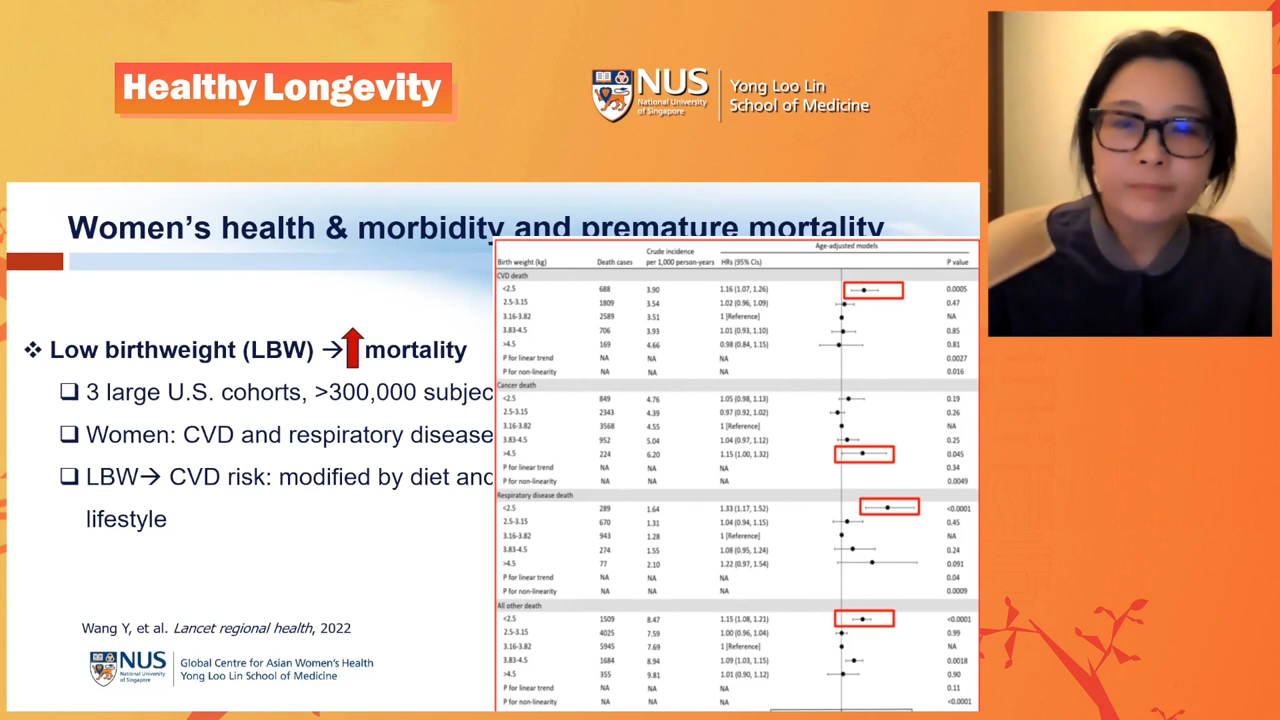 Healthy Longevity
NUS
National University
of Singapore
Yong Loo Lin
School of Medicine
Women's health & morbidity and premature mortality
❖ Low birthweight (LBW) → mortality
❑ 3 large U.S. cohorts, >300,000 subjec
❑ Women: CVD and respiratory disease
❑ LBW→ CVD risk: modified by diet and
lifestyle
Wang Y, et al. Lancet regional health, 2022
NUS
National University
of Singapore
Global Centre for Asian Women's Health
Yong Loo Lin School of Medicine
Crude incidence Age-adjusted models
Birth weight (kg) Death cases per 1,000 person-years HRs (95% CIs) P value
CVD death
<2.5 688 3.90 1.16 (1.07, 1.26) 0.0005
2.5-3.15 1809 3.54 1.02 (0.96, 1.09) 0.47
3.16-3.82 2589 3.51 1 [Reference] NA
3.83-4.5 706 3.93 1.01 (0.93, 1.10) 0.85
>4.5 169 4.66 0.98 (0.84, 1.15) 0.81
P for linear trend NA NA NA 0.0027
P for non-linearity NA NA NA 0.016
Cancer death
<2.5 849 4.76 1.05 (0.98, 1.13) 0.19
2.5-3.15 2343 4.39 0.97 (0.92, 1.02) 0.26
3.16-3.82 3568 4.55 1 [Reference] NA
3.83-4.5 952 5.04 1.04 (0.97, 1.12) 0.25
>4.5 224 6.20 1.15 (1.00, 1.32) 0.045
P for linear trend NA NA NA 0.34
P for non-linearity NA NA NA 0.0049
Respiratory disease death
<2.5 289 1.64 1.33 (1.17, 1.52) <0.0001
2.5-3.15 670 1.31 1.04 (0.94, 1.15) 0.45
3.16-3.82 943 1.28 1 [Reference] NA
3.83-4.5 274 1.55 1.08 (0.95, 1.24) 0.24
>4.5 77 2.10 1.22 (0.97, 1.54) 0.091
P for linear trend NA NA NA 0.04
P for non-linearity NA NA NA 0.0009
All other death
<2.5 1509 8.47 1.15 (1.08, 1.21) <0.0001
2.5-3.15 4025 7.59 1.00 (0.96, 1.04) 0.99
3.16-3.82 5945 7.69 1 [Reference] NA
3.83-4.5 1684 8.94 1.09 (1.03, 1.15) 0.0018
>4.5 355 9.81 1.01 (0.90, 1.12) 0.90
P for linear trend NA NA NA 0.11
P for non-linearity NA NA NA <0.0001